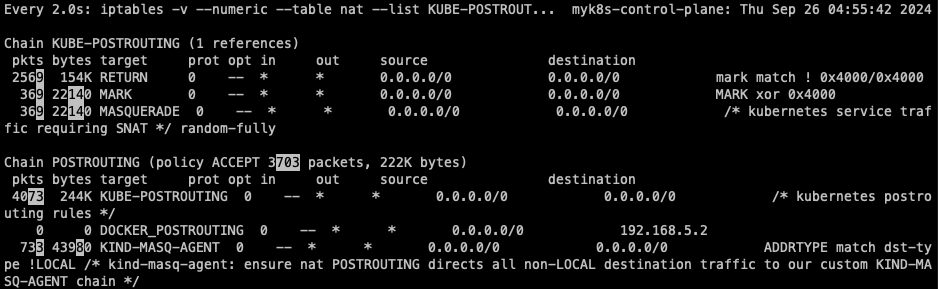 Every 2.0s: iptables -v --numeric --table nat --list KUBE-POSTROUT...  myk8s-control-plane: Thu Sep 26 04:55:42 2024
Chain KUBE-POSTROUTING (1 references)
 pkts bytes target     prot opt in     out     source               destination
 2569  154K RETURN     0    --  *      *       0.0.0.0/0            0.0.0.0/0            mark match ! 0x4000/0x4000
  369 22140 MARK       0    --  *      *       0.0.0.0/0            0.0.0.0/0            MARK xor 0x4000
  369 22140 MASQUERADE  0    --  *      *       0.0.0.0/0            0.0.0.0/0            /* kubernetes service traf
fic requiring SNAT */ random-fully
Chain POSTROUTING (policy ACCEPT 3703 packets, 222K bytes)
 pkts bytes target     prot opt in     out     source               destination
 4073  244K KUBE-POSTROUTING  0    --  *      *       0.0.0.0/0            0.0.0.0/0            /* kubernetes postro
uting rules */
    0     0 DOCKER_POSTROUTING  0    --  *      *       0.0.0.0/0            192.168.5.2
  733 43980 KIND-MASQ-AGENT  0    --  *      *       0.0.0.0/0            0.0.0.0/0            ADDRTYPE match dst-ty
pe !LOCAL /* kind-masq-agent: ensure nat POSTROUTING directs all non-LOCAL destination traffic to our custom KIND-MA
SQ-AGENT chain */